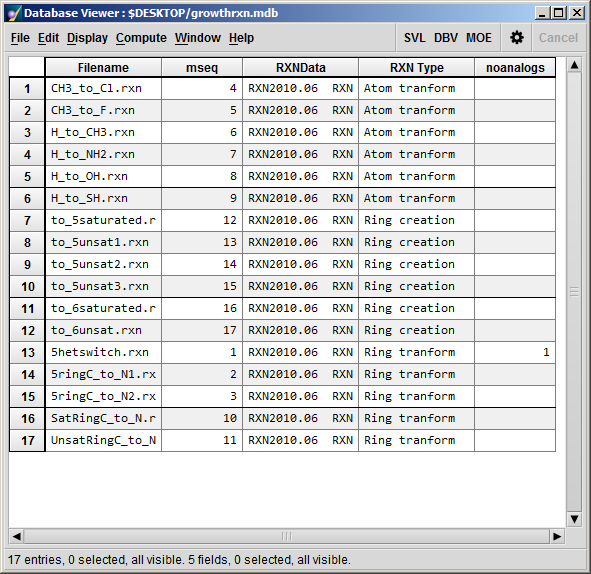 Database Viewer : $DESKTOP/growthrxn.mdb
File Edit Display Compute Window Help SVL DBV MOE Cancel
Filename mseq RXNData RXN Type noanalogs
1 CH3_to_Cl.rxn 4 RXN2010.06 RXN Atom tranform
2 CH3_to_F.rxn 5 RXN2010.06 RXN Atom tranform
3 H_to_CH3.rxn 6 RXN2010.06 RXN Atom tranform
4 H_to_NH2.rxn 7 RXN2010.06 RXN Atom tranform
5 H_to_OH.rxn 8 RXN2010.06 RXN Atom tranform
6 H_to_SH.rxn 9 RXN2010.06 RXN Atom tranform
7 to_5saturated.r 12 RXN2010.06 RXN Ring creation
8 to_5unsat1.rxn 13 RXN2010.06 RXN Ring creation
9 to_5unsat2.rxn 14 RXN2010.06 RXN Ring creation
10 to_5unsat3.rxn 15 RXN2010.06 RXN Ring creation
11 to_6saturated.r 16 RXN2010.06 RXN Ring creation
12 to_6unsat.rxn 17 RXN2010.06 RXN Ring creation
13 5hetswitch.rxn 1 RXN2010.06 RXN Ring tranform 1
14 5ringC_to_N1.rx 2 RXN2010.06 RXN Ring tranform
15 5ringC_to_N2.rx 3 RXN2010.06 RXN Ring tranform
16 SatRingC_to_N.r 10 RXN2010.06 RXN Ring tranform
17 UnsatRingC_to_N 11 RXN2010.06 RXN Ring tranform
17 entries, 0 selected, all visible. 5 fields, 0 selected, all visible.